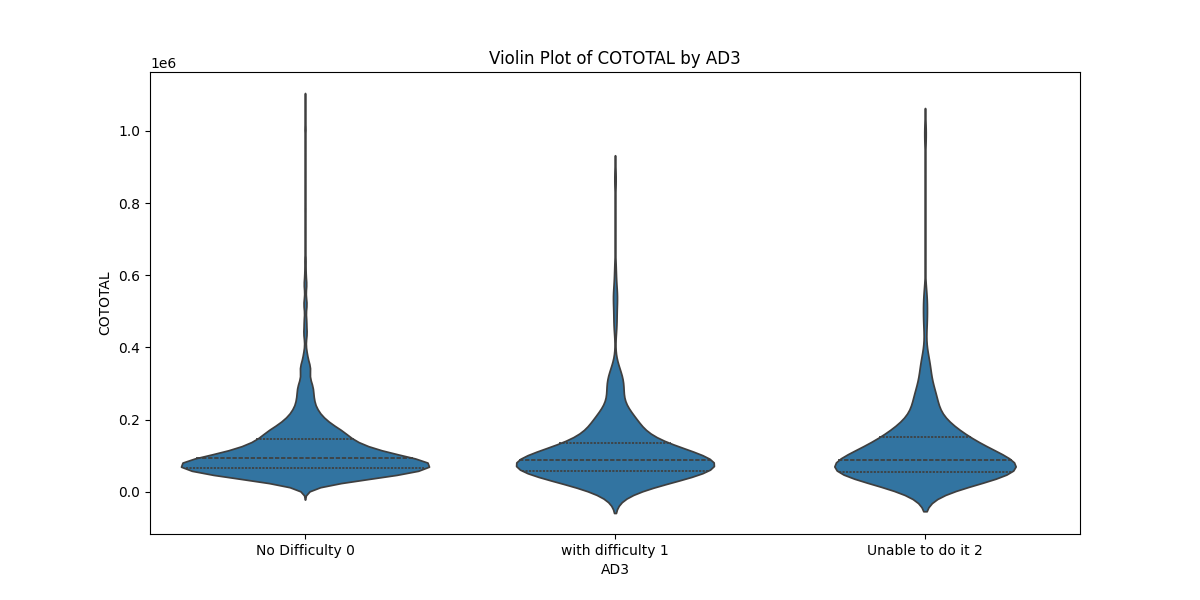 Violin Plot of COTOTAL by AD3
1e6
1.0
0.8
0.6
0.4
0.2
0.0
COTOTAL
No Difficulty 0
with difficulty 1
Unable to do it 2
AD3